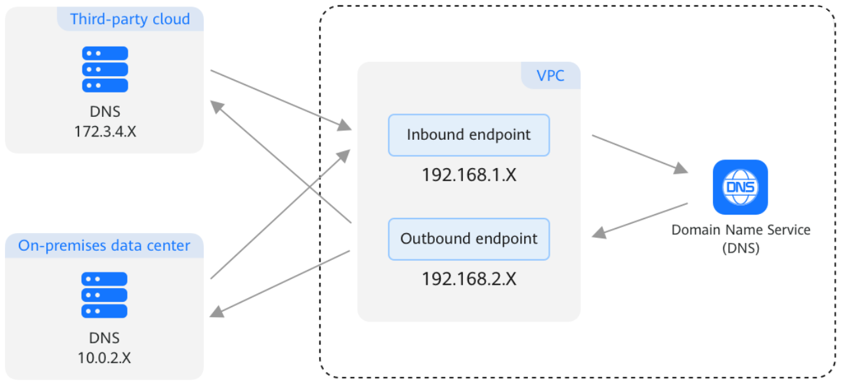 Third-party cloud
DNS
172.3.4.X
On-premises data center
DNS
10.0.2.X
VPC
Inbound endpoint
192.168.1.X
Outbound endpoint
192.168.2.X
DNS
Domain Name Service
(DNS)